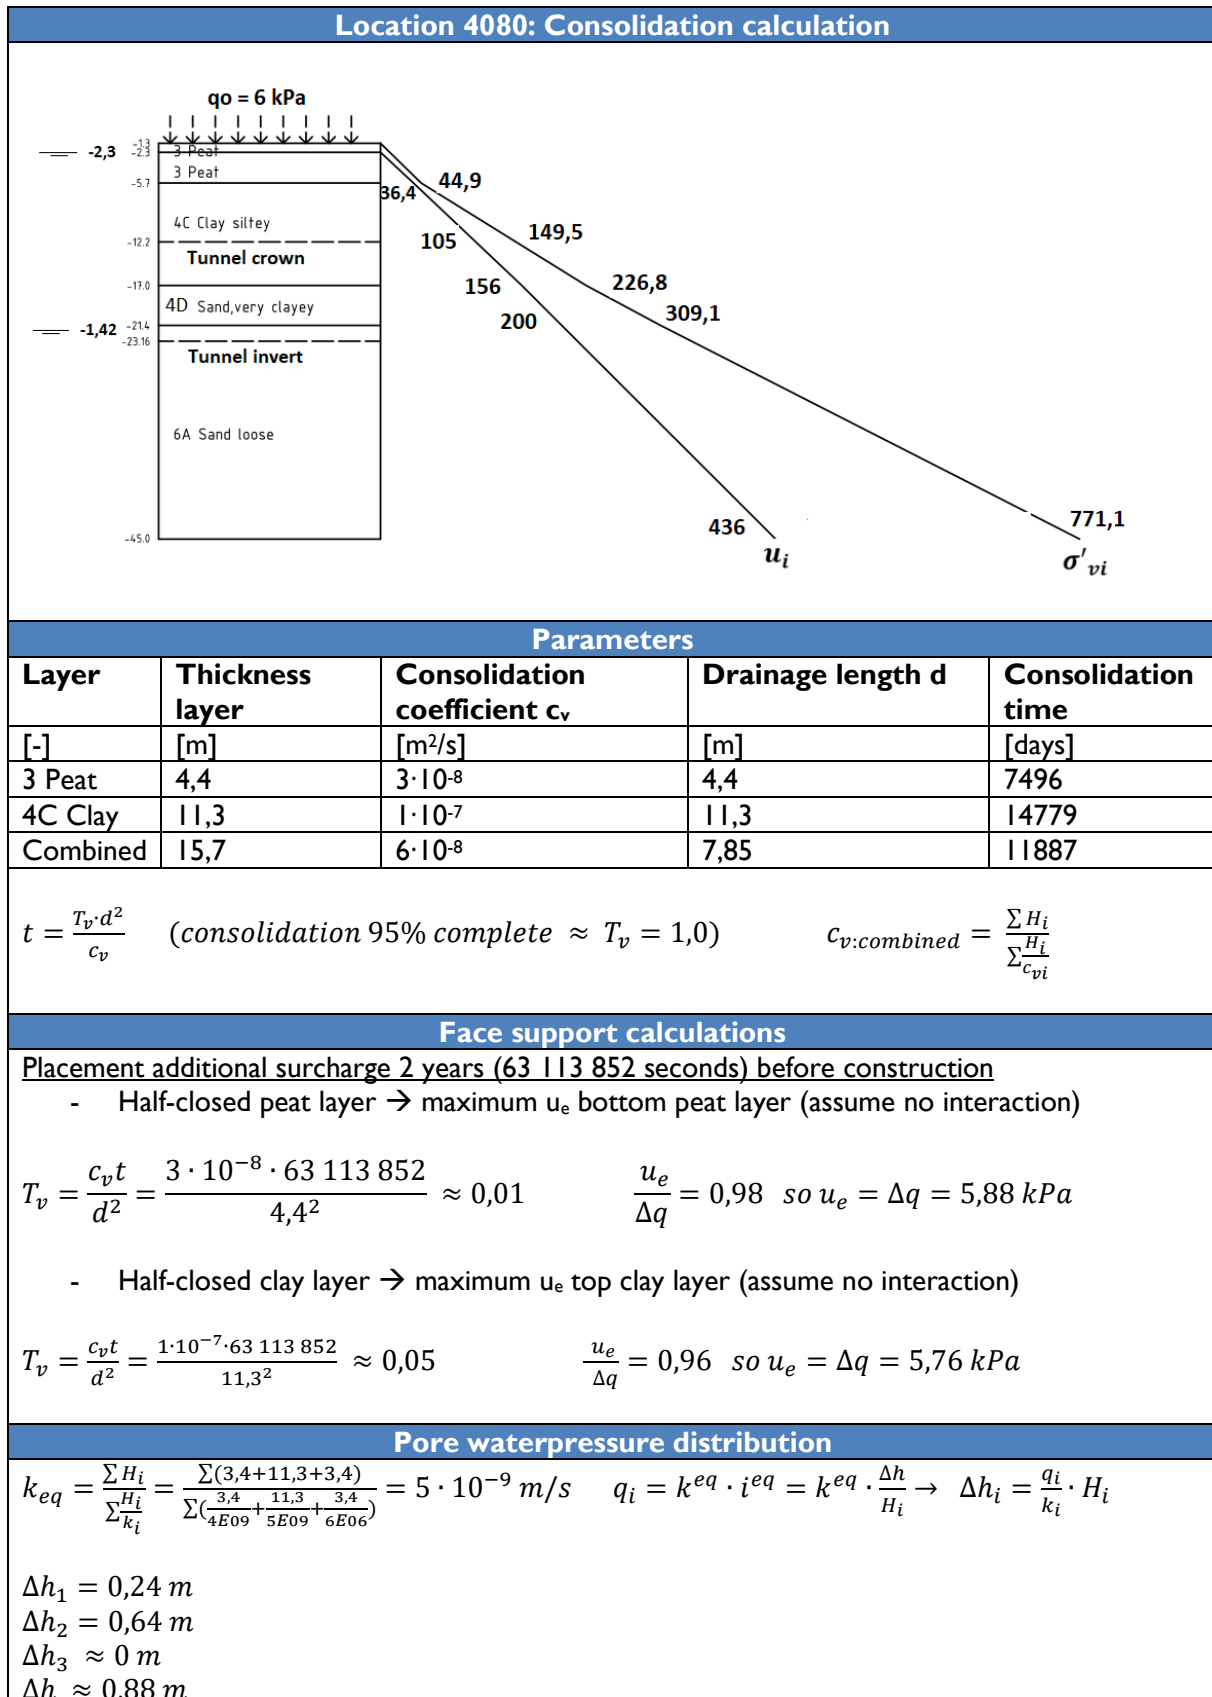 Location 4080: Consolidation calculation
qo = 6 kPa
-1.3
-2,3 -2.3 3 Peat
3 Peat
-5.7
36,4 44,9
4C Clay siltey
-12.2 105 149,5
Tunnel crown
-17.0 156 226,8
4D Sand,very clayey
200 309,1
-1,42 -21.4
-23.16
Tunnel invert
6A Sand loose
-45.0 436 771,1
u_i σ'_vi
Parameters
Layer Thickness layer Consolidation coefficient c_v Drainage length d Consolidation time
[-] [m] [m²/s] [m] [days]
3 Peat 4,4 3·10⁻⁸ 4,4 7496
4C Clay 11,3 1·10⁻⁷ 11,3 14779
Combined 15,7 6·10⁻⁸ 7,85 11887
t = T_v·d² / c_v (consolidation 95% complete ≈ T_v = 1,0) c_v:combined = ∑ H_i / ∑ (H_i / c_vi)
Face support calculations
Placement additional surcharge 2 years (63 113 852 seconds) before construction
- Half-closed peat layer → maximum u_e bottom peat layer (assume no interaction)
T_v = c_v t / d² = 3 · 10⁻⁸ · 63 113 852 / 4,4² ≈ 0,01 u_e / Δq = 0,98 so u_e = Δq = 5,88 kPa
- Half-closed clay layer → maximum u_e top clay layer (assume no interaction)
T_v = c_v t / d² = 1·10⁻⁷·63 113 852 / 11,3² ≈ 0,05 u_e / Δq = 0,96 so u_e = Δq = 5,76 kPa
Pore waterpressure distribution
k_eq = ∑ H_i / ∑ (H_i / k_i) = ∑(3,4+11,3+3,4) / ∑(3,4/4E09 + 11,3/5E09 + 3,4/6E06) = 5 · 10⁻⁹ m/s q_i = k^eq · i^eq = k^eq · Δh / H_i → Δh_i = q_i / k_i · H_i
Δh₁ = 0,24 m
Δh₂ = 0,64 m
Δh₃ ≈ 0 m
Δh ≈ 0,88 m